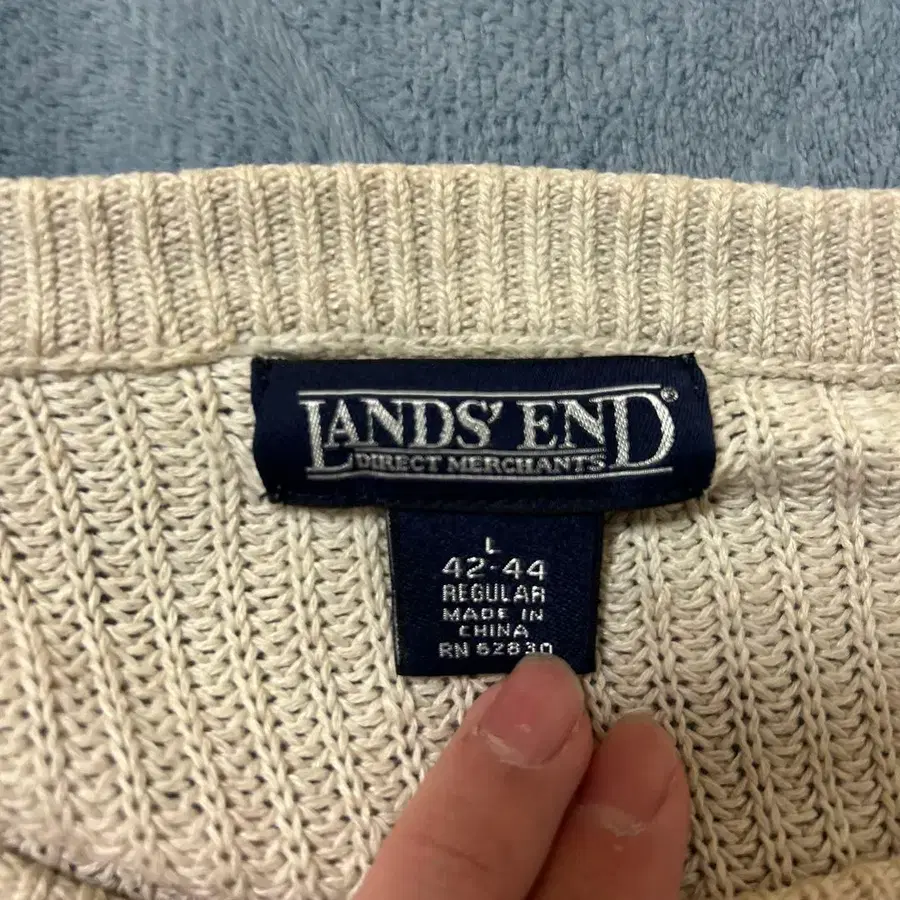 LANDS' END®
DIRECT MERCHANTS
L
42-44
REGULAR
MADE IN
CHINA
RN 62830